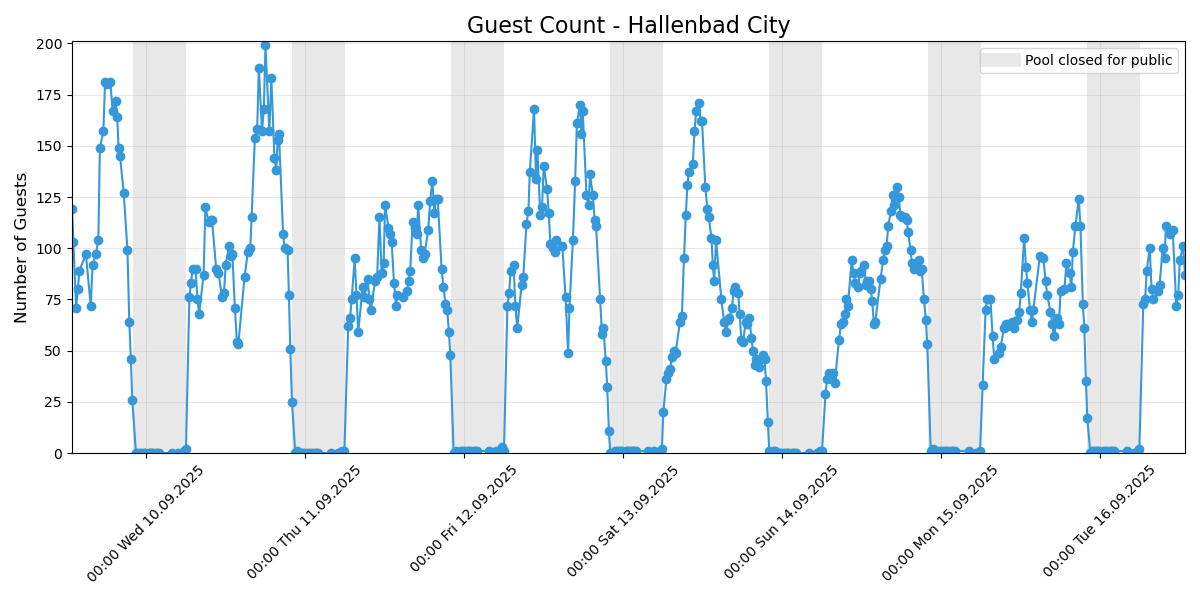 Guest Count - Hallenbad City
Pool closed for public
Number of Guests
200
175
150
125
100
75
50
25
0
00:00 Wed 10.09.2025
00:00 Thu 11.09.2025
00:00 Fri 12.09.2025
00:00 Sat 13.09.2025
00:00 Sun 14.09.2025
00:00 Mon 15.09.2025
00:00 Tue 16.09.2025